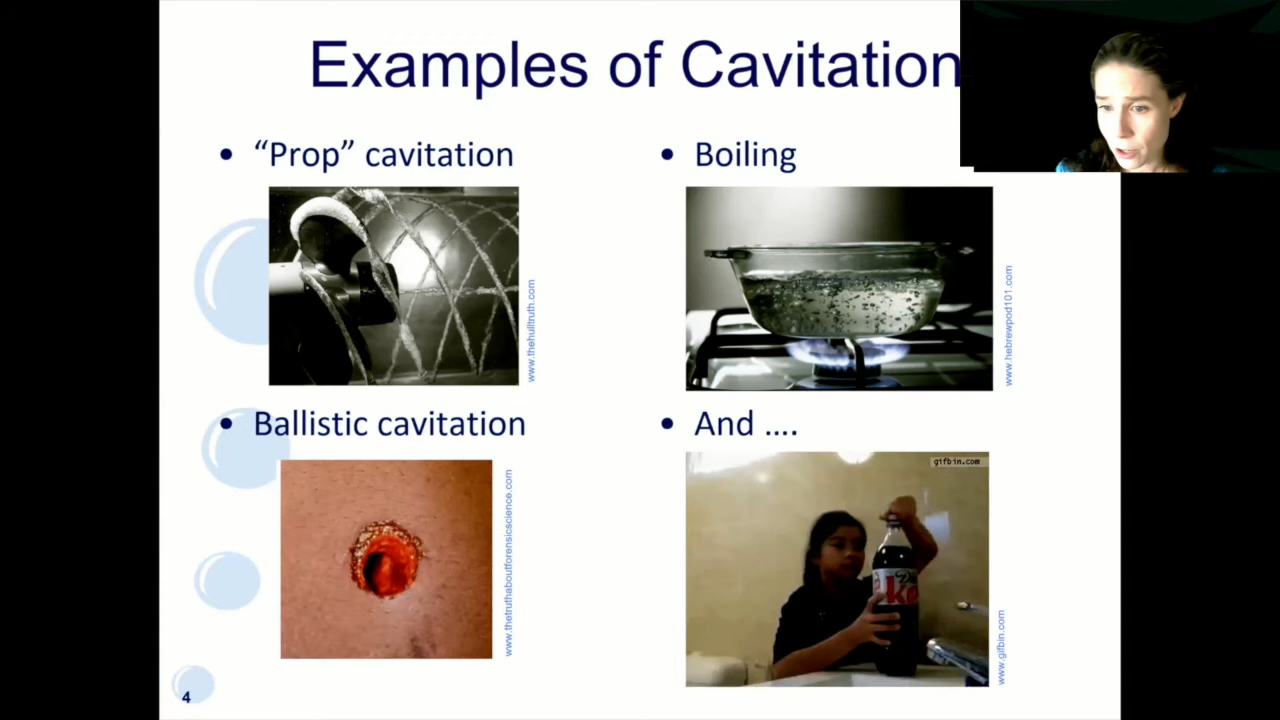 Examples of Cavitation
• “Prop” cavitation
www.thehulltruth.com
• Boiling
www.hebrewpod101.com
• Ballistic cavitation
www.thetruthaboutforensicscience.com
• And ....
gifbin.com
www.gifbin.com
4